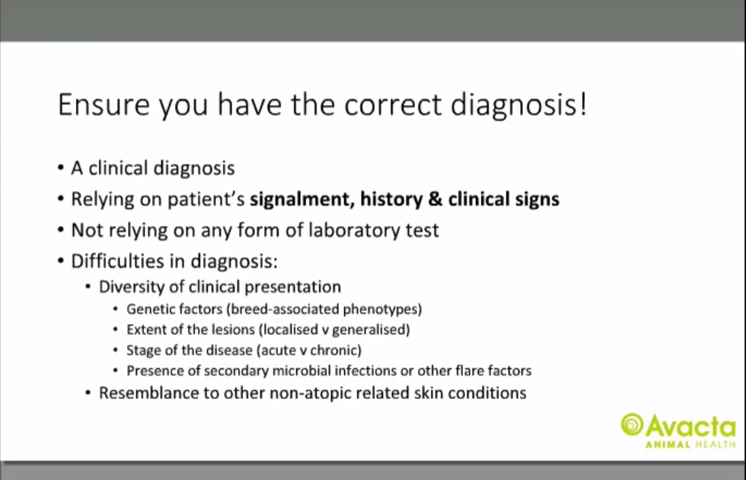 Ensure you have the correct diagnosis!
• A clinical diagnosis
• Relying on patient's signalment, history & clinical signs
• Not relying on any form of laboratory test
• Difficulties in diagnosis:
• Diversity of clinical presentation
• Genetic factors (breed-associated phenotypes)
• Extent of the lesions (localised v generalised)
• Stage of the disease (acute v chronic)
• Presence of secondary microbial infections or other flare factors
• Resemblance to other non-atopic related skin conditions
Avacta
ANIMAL HEALTH